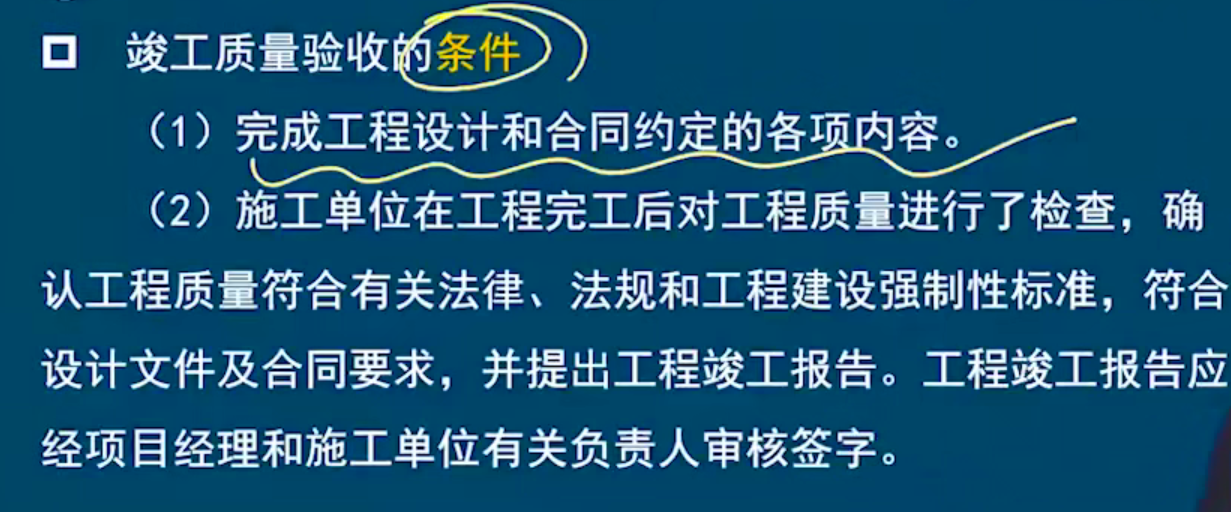 竣工质量验收的条件
（1）完成工程设计和合同约定的各项内容。
（2）施工单位在工程完工后对工程质量进行了检查，确
认工程质量符合有关法律、法规和工程建设强制性标准，符合
设计文件及合同要求，并提出工程竣工报告。工程竣工报告应
经项目经理和施工单位有关负责人审核签字。